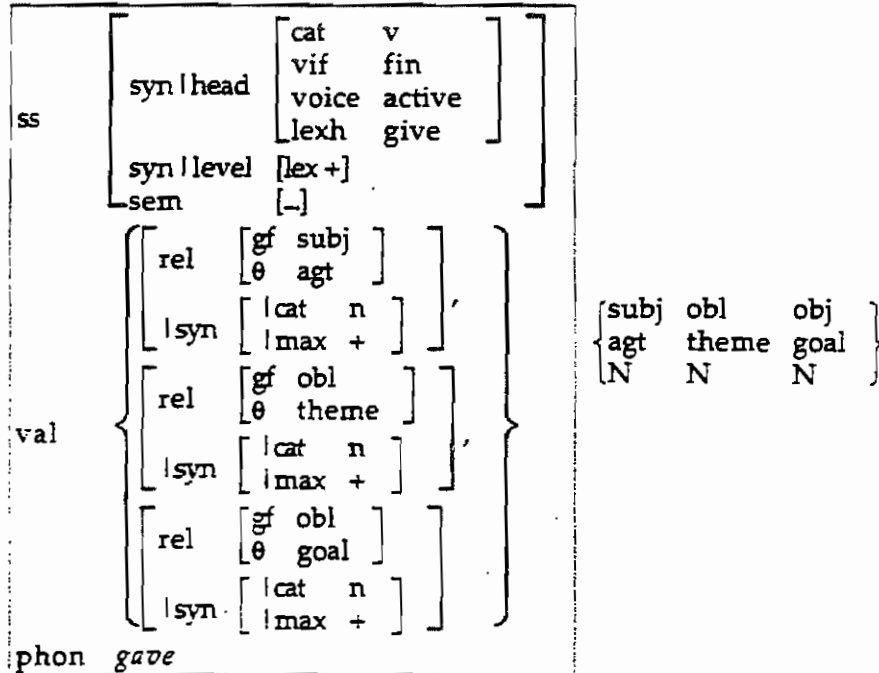 cat v
vif fin
syn | head voice active
ss
lexh give
syn | level [lex +]
sem [...]
rel gf subj
θ agt
| syn | cat n ,
| max +
subj obl obj
rel gf obl
agt theme goal
θ theme
N N N
val
| syn | cat n ,
| max +
rel gf obl
θ goal
| syn | cat n
| max +
phon gave